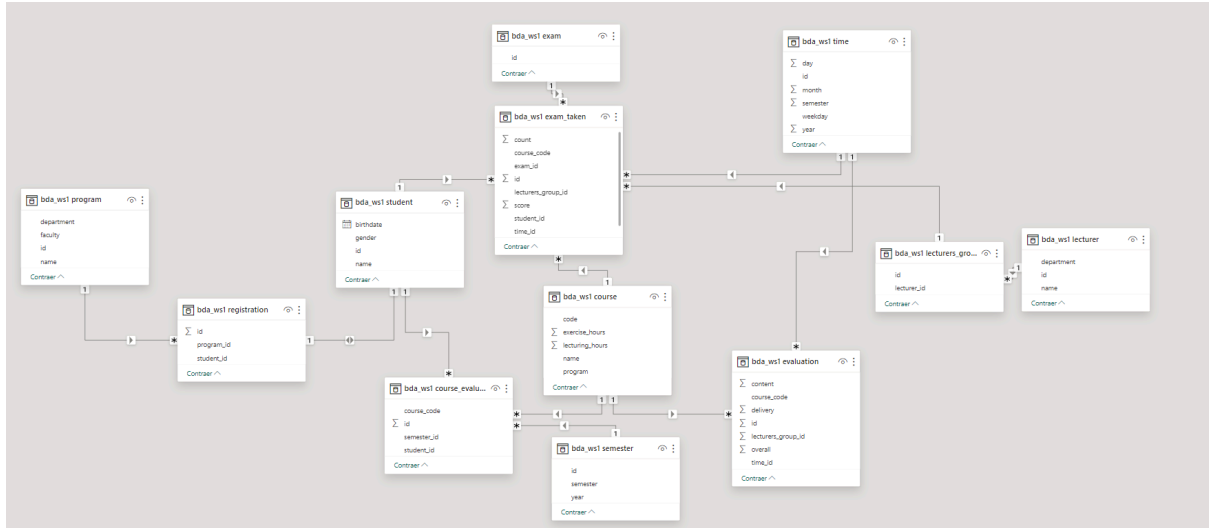 bda_ws1 exam
id
Contraer
bda_ws1 time
day
id
month
semester
weekday
year
Contraer
bda_ws1 exam_taken
count
course_code
exam_id
id
lecturers_group_id
score
student_id
time_id
Contraer
bda_ws1 program
department
faculty
id
name
Contraer
bda_ws1 student
birthdate
gender
id
name
Contraer
bda_ws1 lecturers_gro...
id
lecturer_id
Contraer
bda_ws1 lecturer
department
id
name
Contraer
bda_ws1 registration
id
program_id
student_id
Contraer
bda_ws1 course
code
exercise_hours
lecturing_hours
name
program
Contraer
bda_ws1 course_evalu...
course_code
id
semester_id
student_id
Contraer
bda_ws1 evaluation
content
course_code
delivery
id
lecturers_group_id
overall
time_id
Contraer
bda_ws1 semester
id
semester
year
Contraer